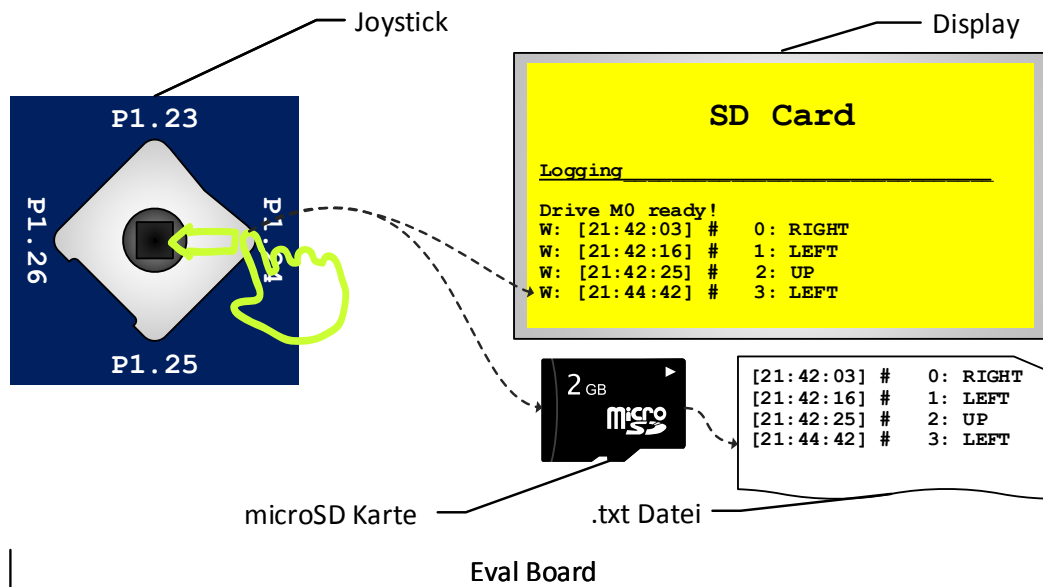 Joystick
Display
P1.23
P1.26
P1.25
SD Card
Logging
Drive M0 ready!
W: [21:42:03] # 0: RIGHT
W: [21:42:16] # 1: LEFT
W: [21:42:25] # 2: UP
W: [21:44:42] # 3: LEFT
2 GB
micro
SD
[21:42:03] # 0: RIGHT
[21:42:16] # 1: LEFT
[21:42:25] # 2: UP
[21:44:42] # 3: LEFT
microSD Karte
.txt Datei
Eval Board